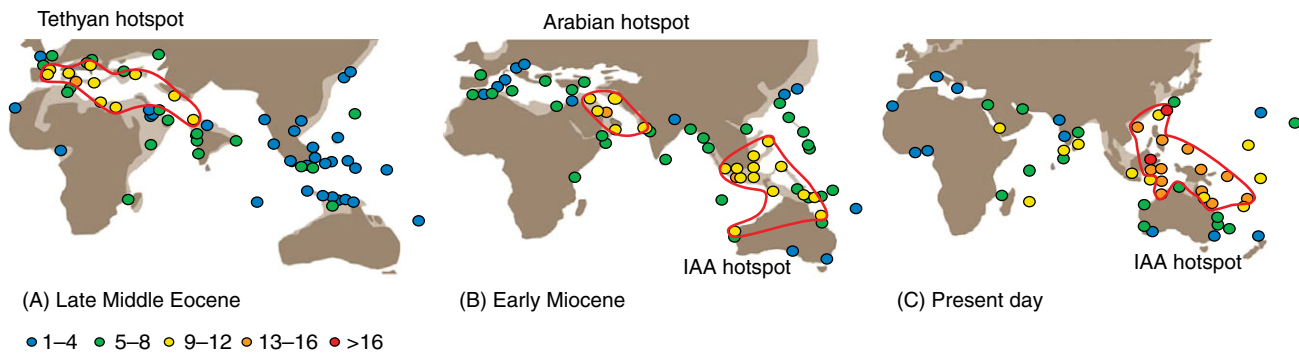 Tethyan hotspot
Arabian hotspot
IAA hotspot
IAA hotspot
(A) Late Middle Eocene
(B) Early Miocene
(C) Present day
1–4 5–8 9–12 13–16 >16